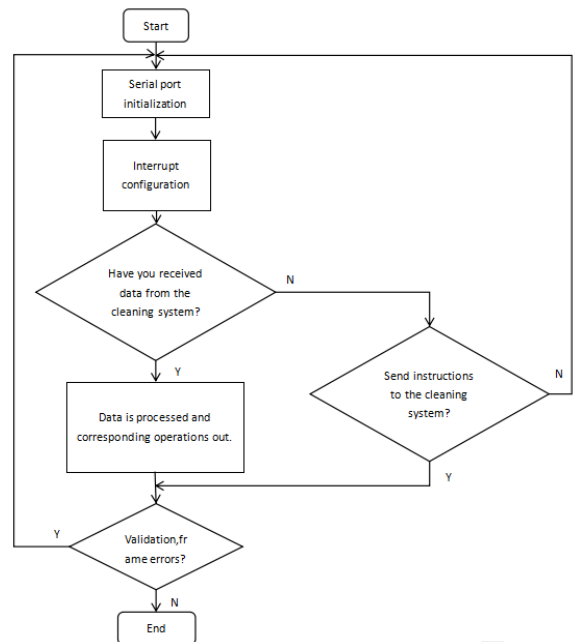 Start
Serial port
initialization
Interrupt
configuration
Have you received
data from the
cleaning system?
N
Y
Send instructions
to the cleaning
system?
N
Data is processed and
corresponding operations out.
Y
Validation,fr
ame errors?
Y
N
End